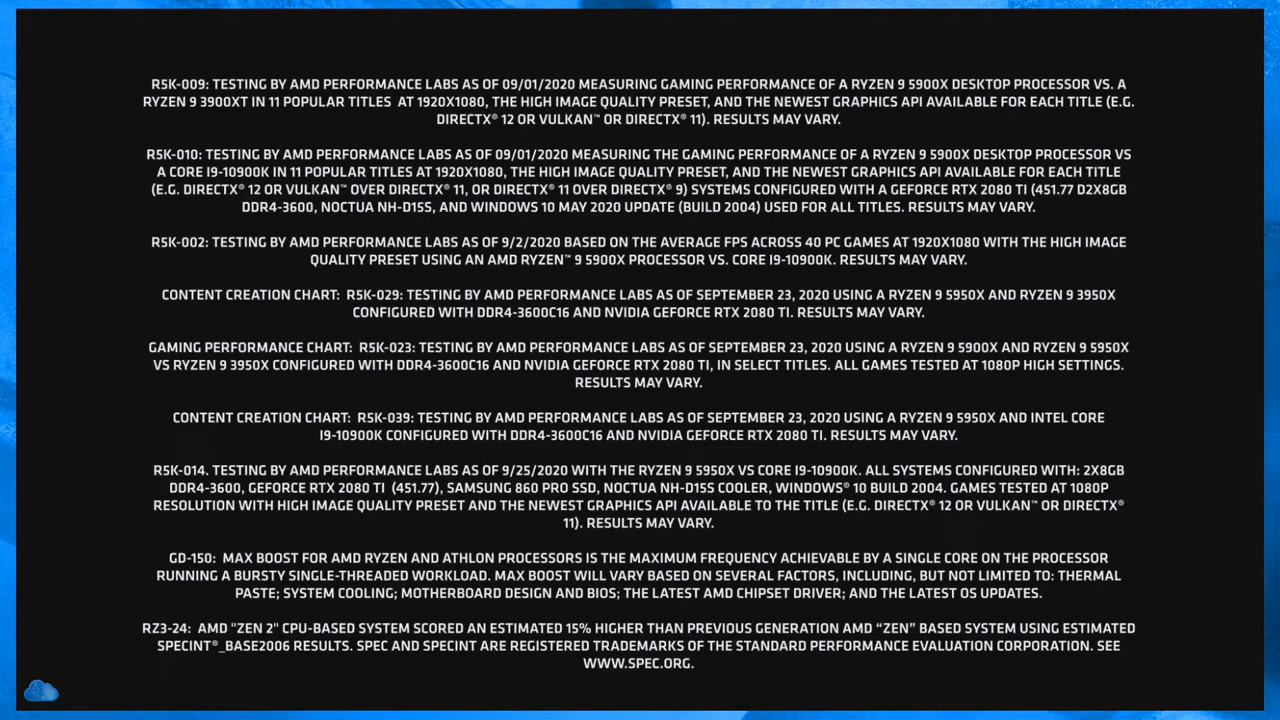 R5K-009: TESTING BY AMD PERFORMANCE LABS AS OF 09/01/2020 MEASURING GAMING PERFORMANCE OF A RYZEN 9 5900X DESKTOP PROCESSOR VS. A
RYZEN 9 3900XT IN 11 POPULAR TITLES AT 1920X1080, THE HIGH IMAGE QUALITY PRESET, AND THE NEWEST GRAPHICS API AVAILABLE FOR EACH TITLE (E.G.
DIRECTX® 12 OR VULKAN™ OR DIRECTX® 11). RESULTS MAY VARY.
R5K-010: TESTING BY AMD PERFORMANCE LABS AS OF 09/01/2020 MEASURING THE GAMING PERFORMANCE OF A RYZEN 9 5900X DESKTOP PROCESSOR VS
A CORE I9-10900K IN 11 POPULAR TITLES AT 1920X1080, THE HIGH IMAGE QUALITY PRESET, AND THE NEWEST GRAPHICS API AVAILABLE FOR EACH TITLE
(E.G. DIRECTX® 12 OR VULKAN™ OVER DIRECTX® 11, OR DIRECTX® 11 OVER DIRECTX® 9) SYSTEMS CONFIGURED WITH A GEFORCE RTX 2080 TI (451.77 D2X8GB
DDR4-3600, NOCTUA NH-D15S, AND WINDOWS 10 MAY 2020 UPDATE (BUILD 2004) USED FOR ALL TITLES. RESULTS MAY VARY.
R5K-002: TESTING BY AMD PERFORMANCE LABS AS OF 9/2/2020 BASED ON THE AVERAGE FPS ACROSS 40 PC GAMES AT 1920X1080 WITH THE HIGH IMAGE
QUALITY PRESET USING AN AMD RYZEN™ 9 5900X PROCESSOR VS. CORE I9-10900K. RESULTS MAY VARY.
CONTENT CREATION CHART: R5K-029: TESTING BY AMD PERFORMANCE LABS AS OF SEPTEMBER 23, 2020 USING A RYZEN 9 5950X AND RYZEN 9 3950X
CONFIGURED WITH DDR4-3600C16 AND NVIDIA GEFORCE RTX 2080 TI. RESULTS MAY VARY.
GAMING PERFORMANCE CHART: R5K-023: TESTING BY AMD PERFORMANCE LABS AS OF SEPTEMBER 23, 2020 USING A RYZEN 9 5900X AND RYZEN 9 5950X
VS RYZEN 9 3950X CONFIGURED WITH DDR4-3600C16 AND NVIDIA GEFORCE RTX 2080 TI, IN SELECT TITLES. ALL GAMES TESTED AT 1080P HIGH SETTINGS.
RESULTS MAY VARY.
CONTENT CREATION CHART: R5K-039: TESTING BY AMD PERFORMANCE LABS AS OF SEPTEMBER 23, 2020 USING A RYZEN 9 5950X AND INTEL CORE
I9-10900K CONFIGURED WITH DDR4-3600C16 AND NVIDIA GEFORCE RTX 2080 TI. RESULTS MAY VARY.
R5K-014. TESTING BY AMD PERFORMANCE LABS AS OF 9/25/2020 WITH THE RYZEN 9 5950X VS CORE I9-10900K. ALL SYSTEMS CONFIGURED WITH: 2X8GB
DDR4-3600, GEFORCE RTX 2080 TI (451.77), SAMSUNG 860 PRO SSD, NOCTUA NH-D15S COOLER, WINDOWS® 10 BUILD 2004. GAMES TESTED AT 1080P
RESOLUTION WITH HIGH IMAGE QUALITY PRESET AND THE NEWEST GRAPHICS API AVAILABLE TO THE TITLE (E.G. DIRECTX® 12 OR VULKAN™ OR DIRECTX®
11). RESULTS MAY VARY.
GD-150: MAX BOOST FOR AMD RYZEN AND ATHLON PROCESSORS IS THE MAXIMUM FREQUENCY ACHIEVABLE BY A SINGLE CORE ON THE PROCESSOR
RUNNING A BURSTY SINGLE-THREADED WORKLOAD. MAX BOOST WILL VARY BASED ON SEVERAL FACTORS, INCLUDING, BUT NOT LIMITED TO: THERMAL
PASTE; SYSTEM COOLING; MOTHERBOARD DESIGN AND BIOS; THE LATEST AMD CHIPSET DRIVER; AND THE LATEST OS UPDATES.
RZ3-24: AMD "ZEN 2" CPU-BASED SYSTEM SCORED AN ESTIMATED 15% HIGHER THAN PREVIOUS GENERATION AMD “ZEN” BASED SYSTEM USING ESTIMATED
SPECINT®_BASE2006 RESULTS. SPEC AND SPECINT ARE REGISTERED TRADEMARKS OF THE STANDARD PERFORMANCE EVALUATION CORPORATION. SEE
WWW.SPEC.ORG.